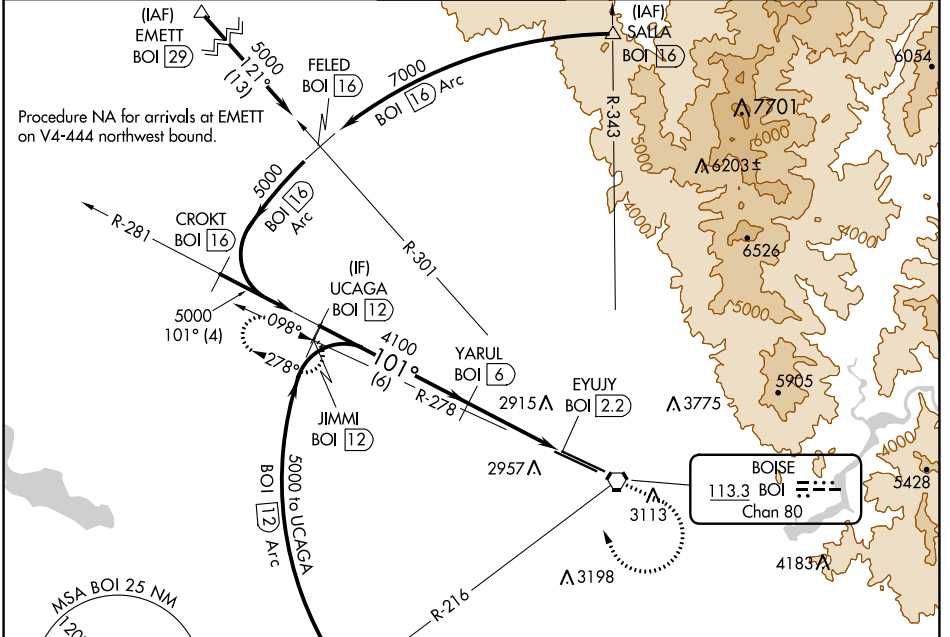 (IAF)
EMETT
BOI 29
5000
121°
(13)
Procedure NA for arrivals at EMETT
on V4-444 northwest bound.
FELED
BOI 16
7000
BOI 16 Arc
(IAF)
SALLA
BOI 16
R-343
6054
7701
6000
5000
6203±
4000
6526
4000
5000
5000
BOI 16
Arc
R-281
CROKT
BOI 16
R-301
(IF)
UCAGA
BOI 12
5000
101° (4)
098°
278°
4100
101°
(6)
R-278
YARUL
BOI 6
JIMMI
BOI 12
EYUJY
BOI 2.2
2915
3775
5905
2957
4000
BOISE
113.3 BOI
Chan 80
5428
3113
5000 to UCAGA
BOI 12 Arc
3198
4183
R-216
MSA BOI 25 NM